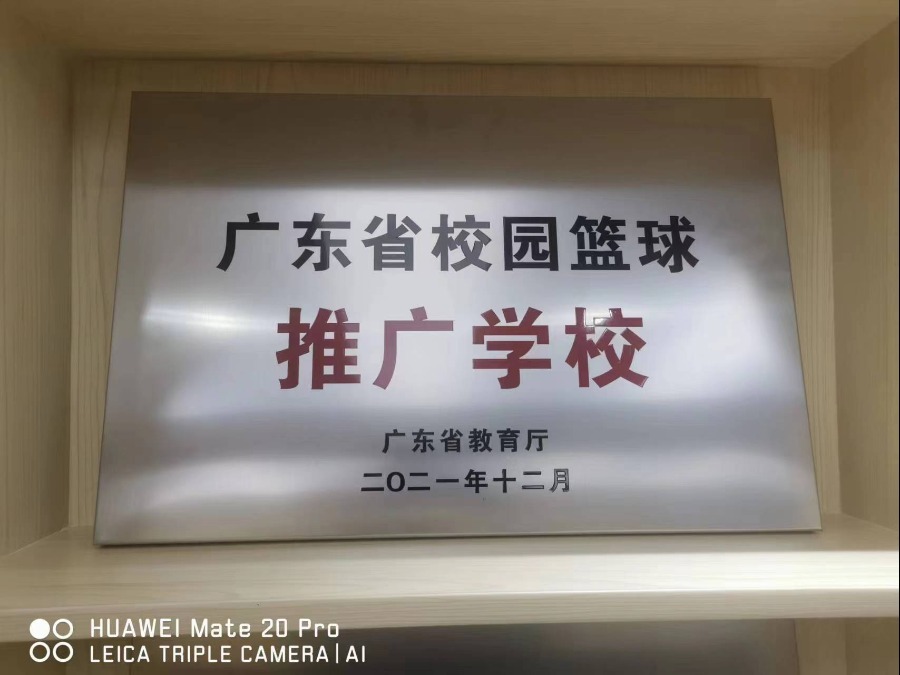 广东省校园篮球
推广学校
广东省教育厅
二〇二一年十二月
HUAWEI Mate 20 Pro
LEICA TRIPLE CAMERA | AI